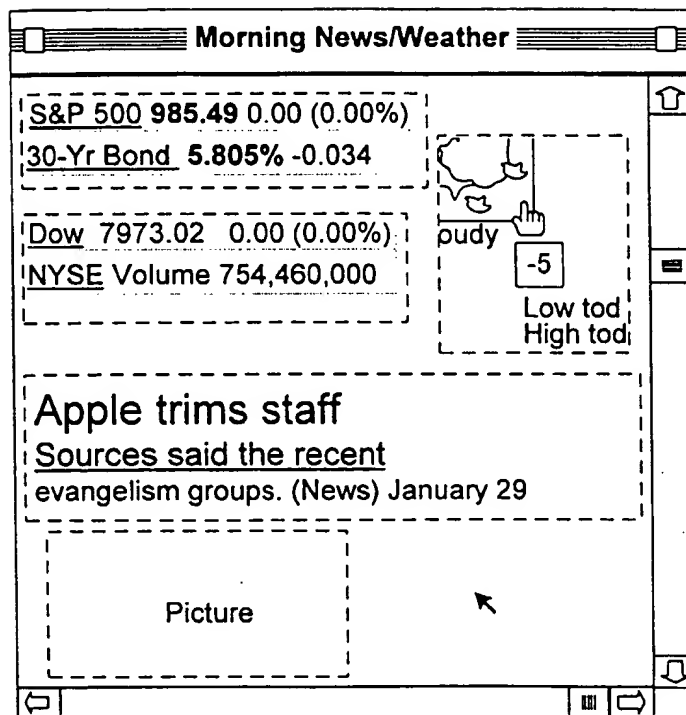 Morning News/Weather
S&P 500 985.49 0.00 (0.00%)
30-Yr Bond 5.805% -0.034
Dow 7973.02 0.00 (0.00%)
NYSE Volume 754,460,000
oudy
-5
Low tod
High tod
Apple trims staff
Sources said the recent
evangelism groups. (News) January 29
Picture